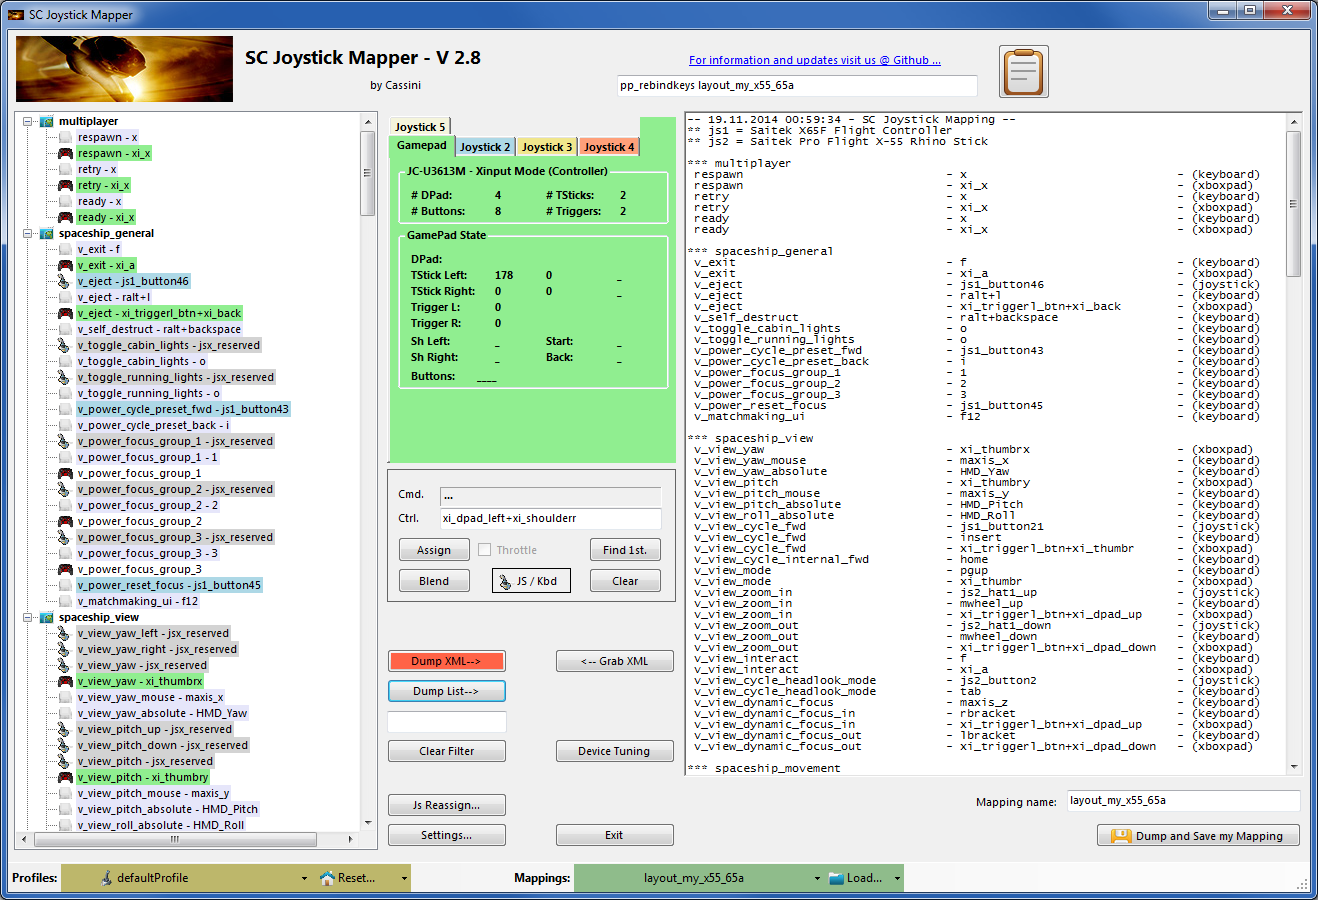 SC Joystick Mapper
SC Joystick Mapper - V 2.8
by Cassini
For information and updates visit us @ Github ...
pp_rebindkeys layout_my_x55_65a
multiplayer
respawn - x
respawn - xi_x
retry - x
retry - xi_x
ready - x
ready - xi_x
spaceship_general
v_exit - f
v_exit - xi_a
v_eject - js1_button46
v_eject - ralt+l
v_eject - xi_triggerl_btn+xi_back
v_self_destruct - ralt+backspace
v_toggle_cabin_lights - jsx_reserved
v_toggle_cabin_lights - o
v_toggle_running_lights - jsx_reserved
v_toggle_running_lights - o
v_power_cycle_preset_fwd - js1_button43
v_power_cycle_preset_back - i
v_power_focus_group_1 - jsx_reserved
v_power_focus_group_1 - 1
v_power_focus_group_1
v_power_focus_group_2 - jsx_reserved
v_power_focus_group_2 - 2
v_power_focus_group_2
v_power_focus_group_3 - jsx_reserved
v_power_focus_group_3 - 3
v_power_focus_group_3
v_power_reset_focus - js1_button45
v_matchmaking_ui - f12
spaceship_view
v_view_yaw_left - jsx_reserved
v_view_yaw_right - jsx_reserved
v_view_yaw - jsx_reserved
v_view_yaw - xi_thumbrx
v_view_yaw_mouse - maxis_x
v_view_yaw_absolute - HMD_Yaw
v_view_pitch_up - jsx_reserved
v_view_pitch_down - jsx_reserved
v_view_pitch - jsx_reserved
v_view_pitch - xi_thumbry
v_view_pitch_mouse - maxis_y
v_view_pitch_absolute - HMD_Pitch
v_view_roll_absolute - HMD_Roll
Joystick 5
Gamepad Joystick 2 Joystick 3 Joystick 4
JC-U3613M - Xinput Mode (Controller)
# DPad: 4 # TSticks: 2
# Buttons: 8 # Triggers: 2
GamePad State
DPad:
TStick Left: 178 0 _
TStick Right: 0 0 _
Trigger L: 0
Trigger R: 0
Sh Left: _ Start: _
Sh Right: _ Back: _
Buttons: ____
Cmd. ...
Ctrl. xi_dpad_left+xi_shoulderr
Assign Throttle Find 1st.
Blend JS / Kbd Clear
Dump XML--> <-- Grab XML
Dump List-->
Clear Filter Device Tuning
Js Reassign...
Settings... Exit
-- 19.11.2014 00:59:34 - SC Joystick Mapping --
** js1 = Saitek X65F Flight Controller
** js2 = Saitek Pro Flight X-55 Rhino Stick
*** multiplayer
respawn - x - (keyboard)
respawn - xi_x - (xboxpad)
retry - x - (keyboard)
retry - xi_x - (xboxpad)
ready - x - (keyboard)
ready - xi_x - (xboxpad)
*** spaceship_general
v_exit - f - (keyboard)
v_exit - xi_a - (xboxpad)
v_eject - js1_button46 - (joystick)
v_eject - ralt+l - (keyboard)
v_eject - xi_triggerl_btn+xi_back - (xboxpad)
v_self_destruct - ralt+backspace - (keyboard)
v_toggle_cabin_lights - o - (keyboard)
v_toggle_running_lights - o - (keyboard)
v_power_cycle_preset_fwd - js1_button43 - (joystick)
v_power_cycle_preset_back - i - (keyboard)
v_power_focus_group_1 - 1 - (keyboard)
v_power_focus_group_2 - 2 - (keyboard)
v_power_focus_group_3 - 3 - (keyboard)
v_power_reset_focus - js1_button45 - (joystick)
v_matchmaking_ui - f12 - (keyboard)
*** spaceship_view
v_view_yaw - xi_thumbrx - (xboxpad)
v_view_yaw_mouse - maxis_x - (keyboard)
v_view_yaw_absolute - HMD_Yaw - (keyboard)
v_view_pitch - xi_thumbry - (xboxpad)
v_view_pitch_mouse - maxis_y - (keyboard)
v_view_pitch_absolute - HMD_Pitch - (keyboard)
v_view_roll_absolute - HMD_Roll - (keyboard)
v_view_cycle_fwd - js1_button21 - (joystick)
v_view_cycle_fwd - insert - (keyboard)
v_view_cycle_fwd - xi_triggerl_btn+xi_thumbr - (xboxpad)
v_view_cycle_internal_fwd - home - (keyboard)
v_view_mode - pgup - (keyboard)
v_view_mode - xi_thumbr - (xboxpad)
v_view_zoom_in - js2_hat1_up - (joystick)
v_view_zoom_in - mwheel_up - (keyboard)
v_view_zoom_in - xi_triggerl_btn+xi_dpad_up - (xboxpad)
v_view_zoom_out - js2_hat1_down - (joystick)
v_view_zoom_out - mwheel_down - (keyboard)
v_view_zoom_out - xi_triggerl_btn+xi_dpad_down - (xboxpad)
v_view_interact - f - (keyboard)
v_view_interact - xi_a - (xboxpad)
v_view_cycle_headlook_mode - js2_button2 - (joystick)
v_view_cycle_headlook_mode - tab - (keyboard)
v_view_dynamic_focus - maxis_z - (keyboard)
v_view_dynamic_focus_in - rbracket - (keyboard)
v_view_dynamic_focus_in - xi_triggerl_btn+xi_dpad_up - (xboxpad)
v_view_dynamic_focus_out - lbracket - (keyboard)
v_view_dynamic_focus_out - xi_triggerl_btn+xi_dpad_down - (xboxpad)
*** spaceship_movement
Mapping name: layout_my_x55_65a
Dump and Save my Mapping
Profiles: defaultProfile Reset... Mappings: layout_my_x55_65a Load...